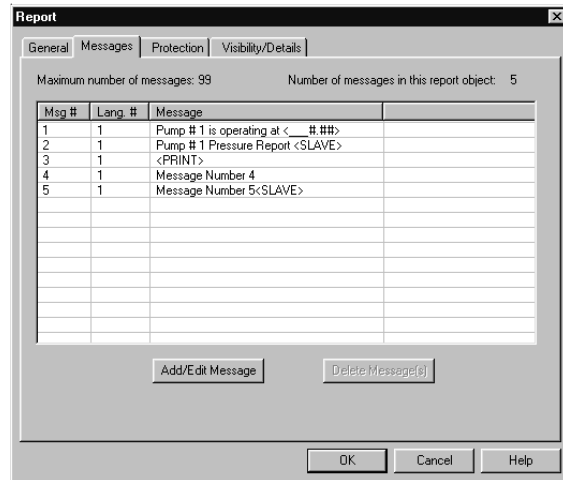 Report
General Messages Protection Visibility/Details
Maximum number of messages: 99 Number of messages in this report object: 5
Msg # Lang. # Message
1 1 Pump # 1 is operating at <___#.##>
2 1 Pump # 1 Pressure Report <SLAVE>
3 1 <PRINT>
4 1 Message Number 4
5 1 Message Number 5<SLAVE>
Add/Edit Message Delete Message(s)
OK Cancel Help